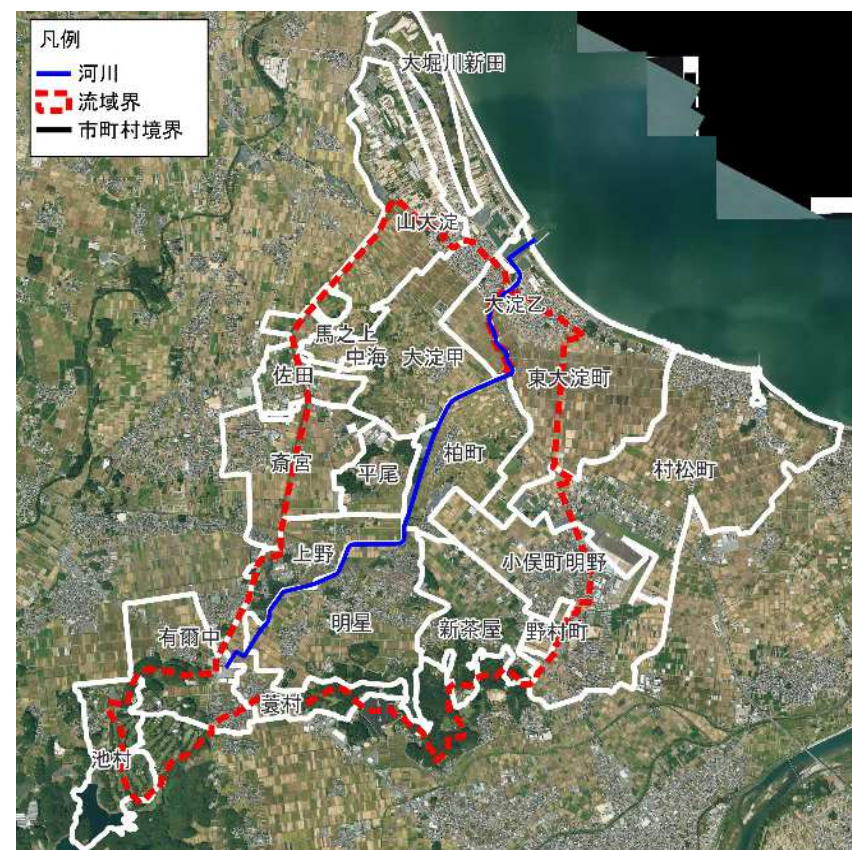 凡例
河川
流域界
市町村境界
大堀川新田
山大淀
大淀乙
馬之上
中海
大淀甲
佐田
東大淀町
斎宮
平尾
柏町
村松町
上野
小俣町明野
有爾中
明星
新茶屋
野村町
蓑村
池村